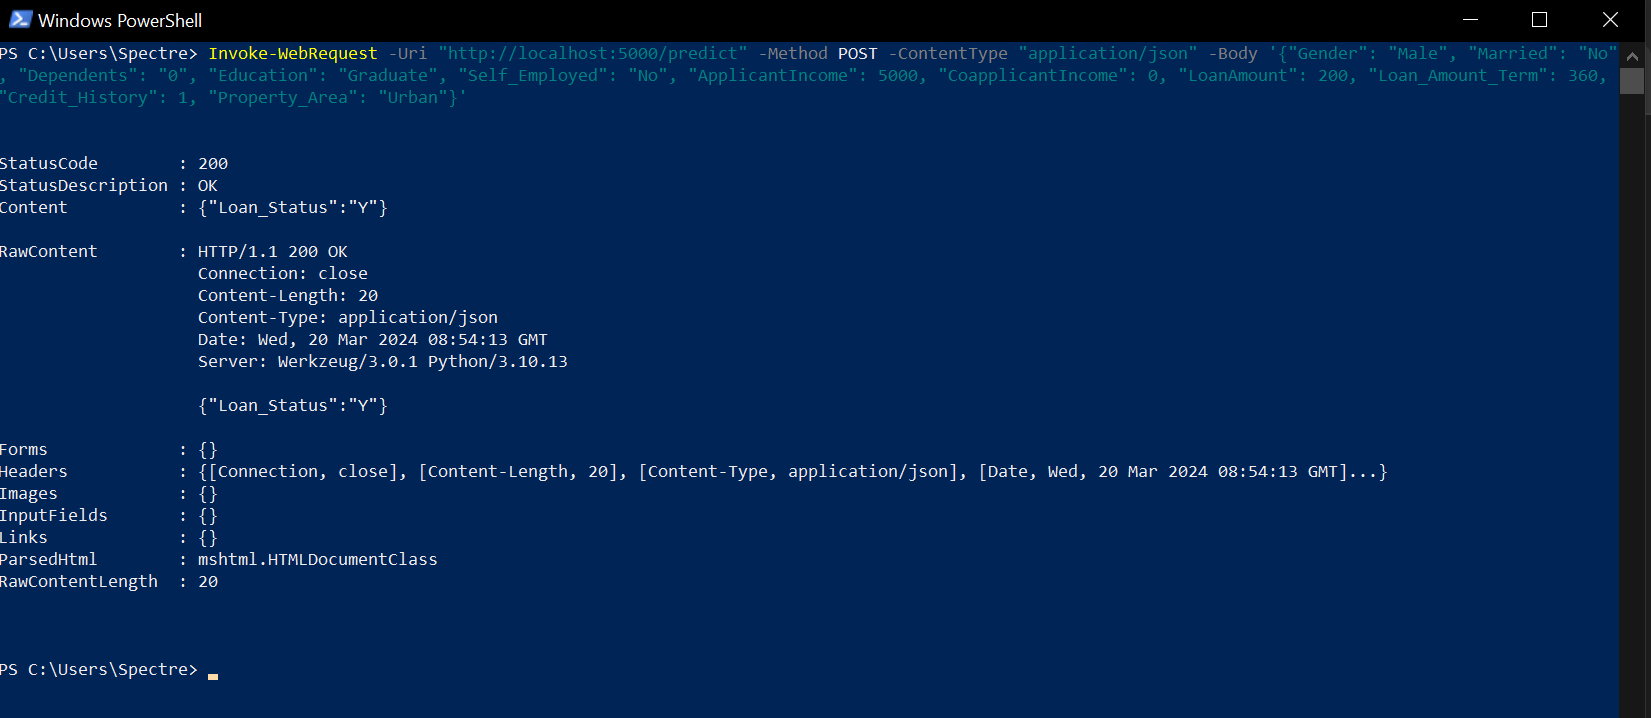 Windows PowerShell
PS C:\Users\Spectre> Invoke-WebRequest -Uri "http://localhost:5000/predict" -Method POST -ContentType "application/json" -Body '{"Gender": "Male", "Married": "No"
, "Dependents": "0", "Education": "Graduate", "Self_Employed": "No", "ApplicantIncome": 5000, "CoapplicantIncome": 0, "LoanAmount": 200, "Loan_Amount_Term": 360,
"Credit_History": 1, "Property_Area": "Urban"}'
StatusCode : 200
StatusDescription : OK
Content : {"Loan_Status":"Y"}
RawContent : HTTP/1.1 200 OK
Connection: close
Content-Length: 20
Content-Type: application/json
Date: Wed, 20 Mar 2024 08:54:13 GMT
Server: Werkzeug/3.0.1 Python/3.10.13
{"Loan_Status":"Y"}
Forms : {}
Headers : {[Connection, close], [Content-Length, 20], [Content-Type, application/json], [Date, Wed, 20 Mar 2024 08:54:13 GMT]...}
Images : {}
InputFields : {}
Links : {}
ParsedHtml : mshtml.HTMLDocumentClass
RawContentLength : 20
PS C:\Users\Spectre>